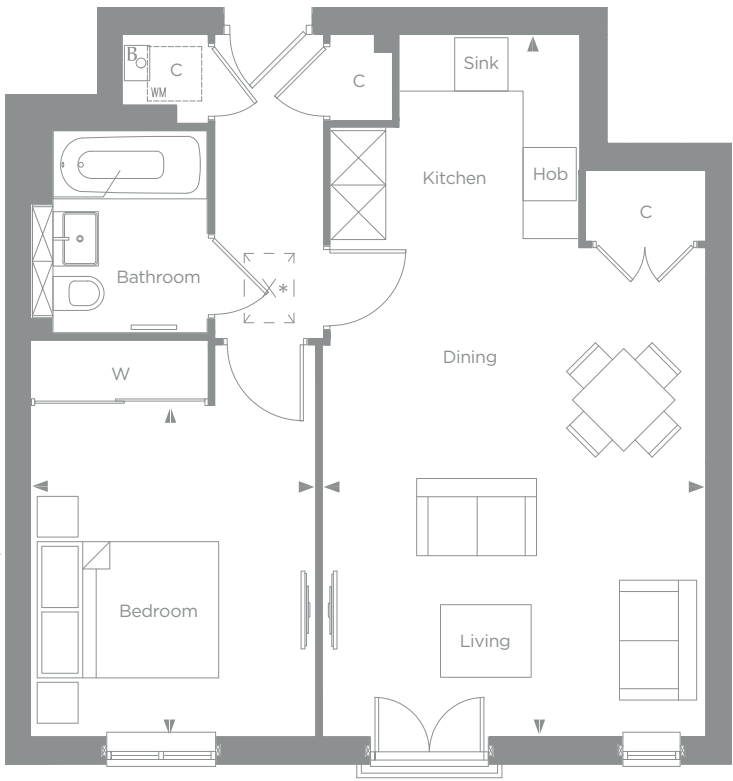 B
C
WM
C
Sink
Kitchen
Hob
C
Bathroom
*
Dining
W
Bedroom
Living